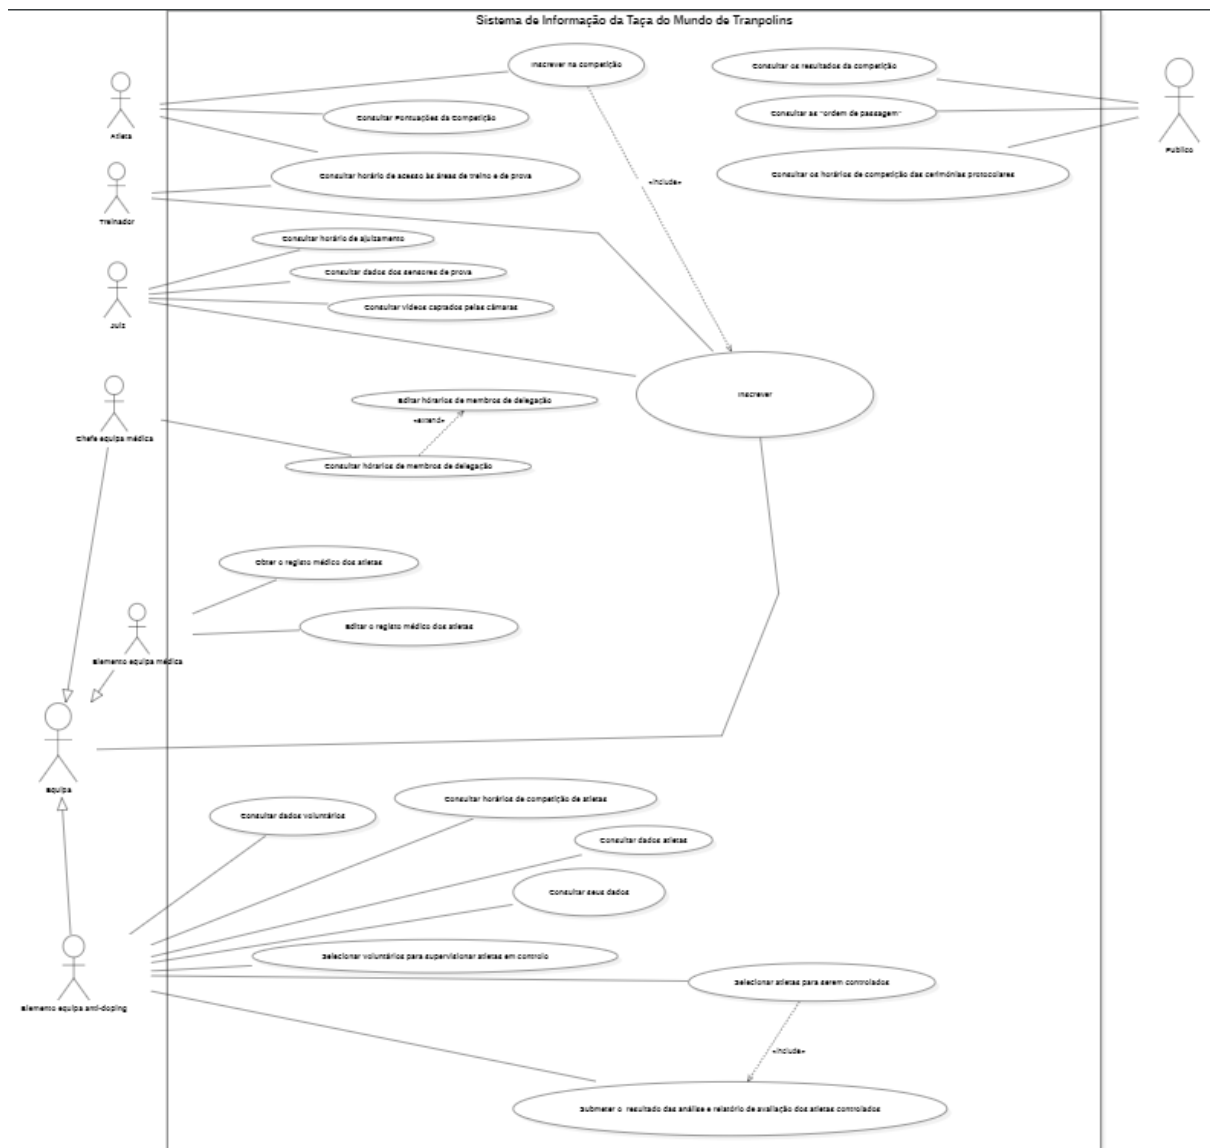 Sistema de Informação da Taça do Mundo de Tranpolins
Inscrever na competição
Consultar os resultados da competição
Consultar Pontuações da Competição
Consultar as "ordem de passagem"
Atleta
Publico
Consultar horário de acesso às áreas de treino e de prova
Consultar os horários de competição das cerimónias protocolares
«include»
Treinador
Consultar horário de ajuizamento
Consultar dados dos sensores de prova
Consultar vídeos captados pelas câmaras
Juiz
Inscrever
Editar hórarios de membros de delegação
«extend»
Chefe equipa médica
Consultar hórarios de membros de delegação
Obter o registo médico dos atletas
Editar o registo médico dos atletas
Elemento equipa médica
Equipa
Consultar horários de competição de atletas
Consultar dados voluntários
Consultar dados atletas
Consultar seus dados
Selecionar voluntários para supervisionar atletas em controlo
Selecionar atletas para serem controlados
Elemento equipa anti-doping
«include»
Submeter o resultado das análise e relatório de avaliação dos atletas controlados